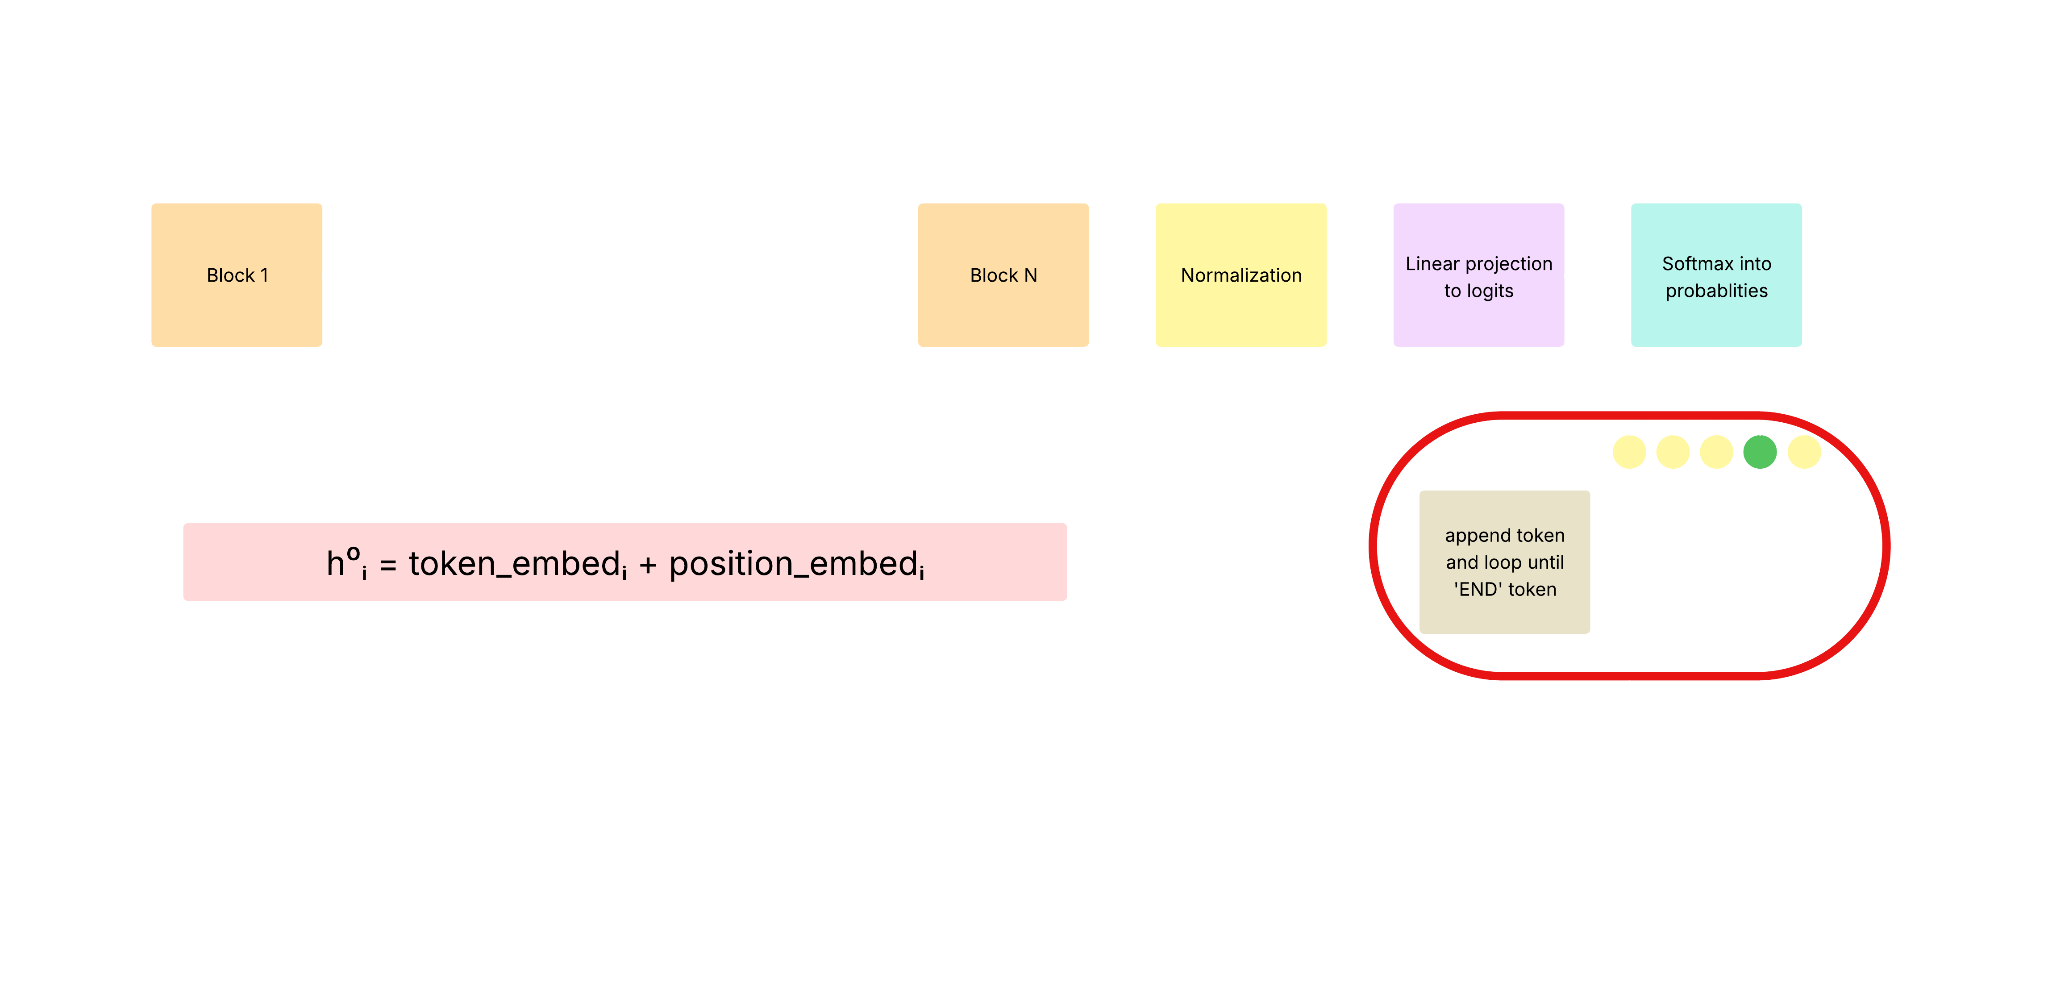 Block 1
Block N
Normalization
Linear projection
to logits
Softmax into
probablities
append token
and loop until
'END' token
h⁰ᵢ = token_embedᵢ + position_embedᵢ